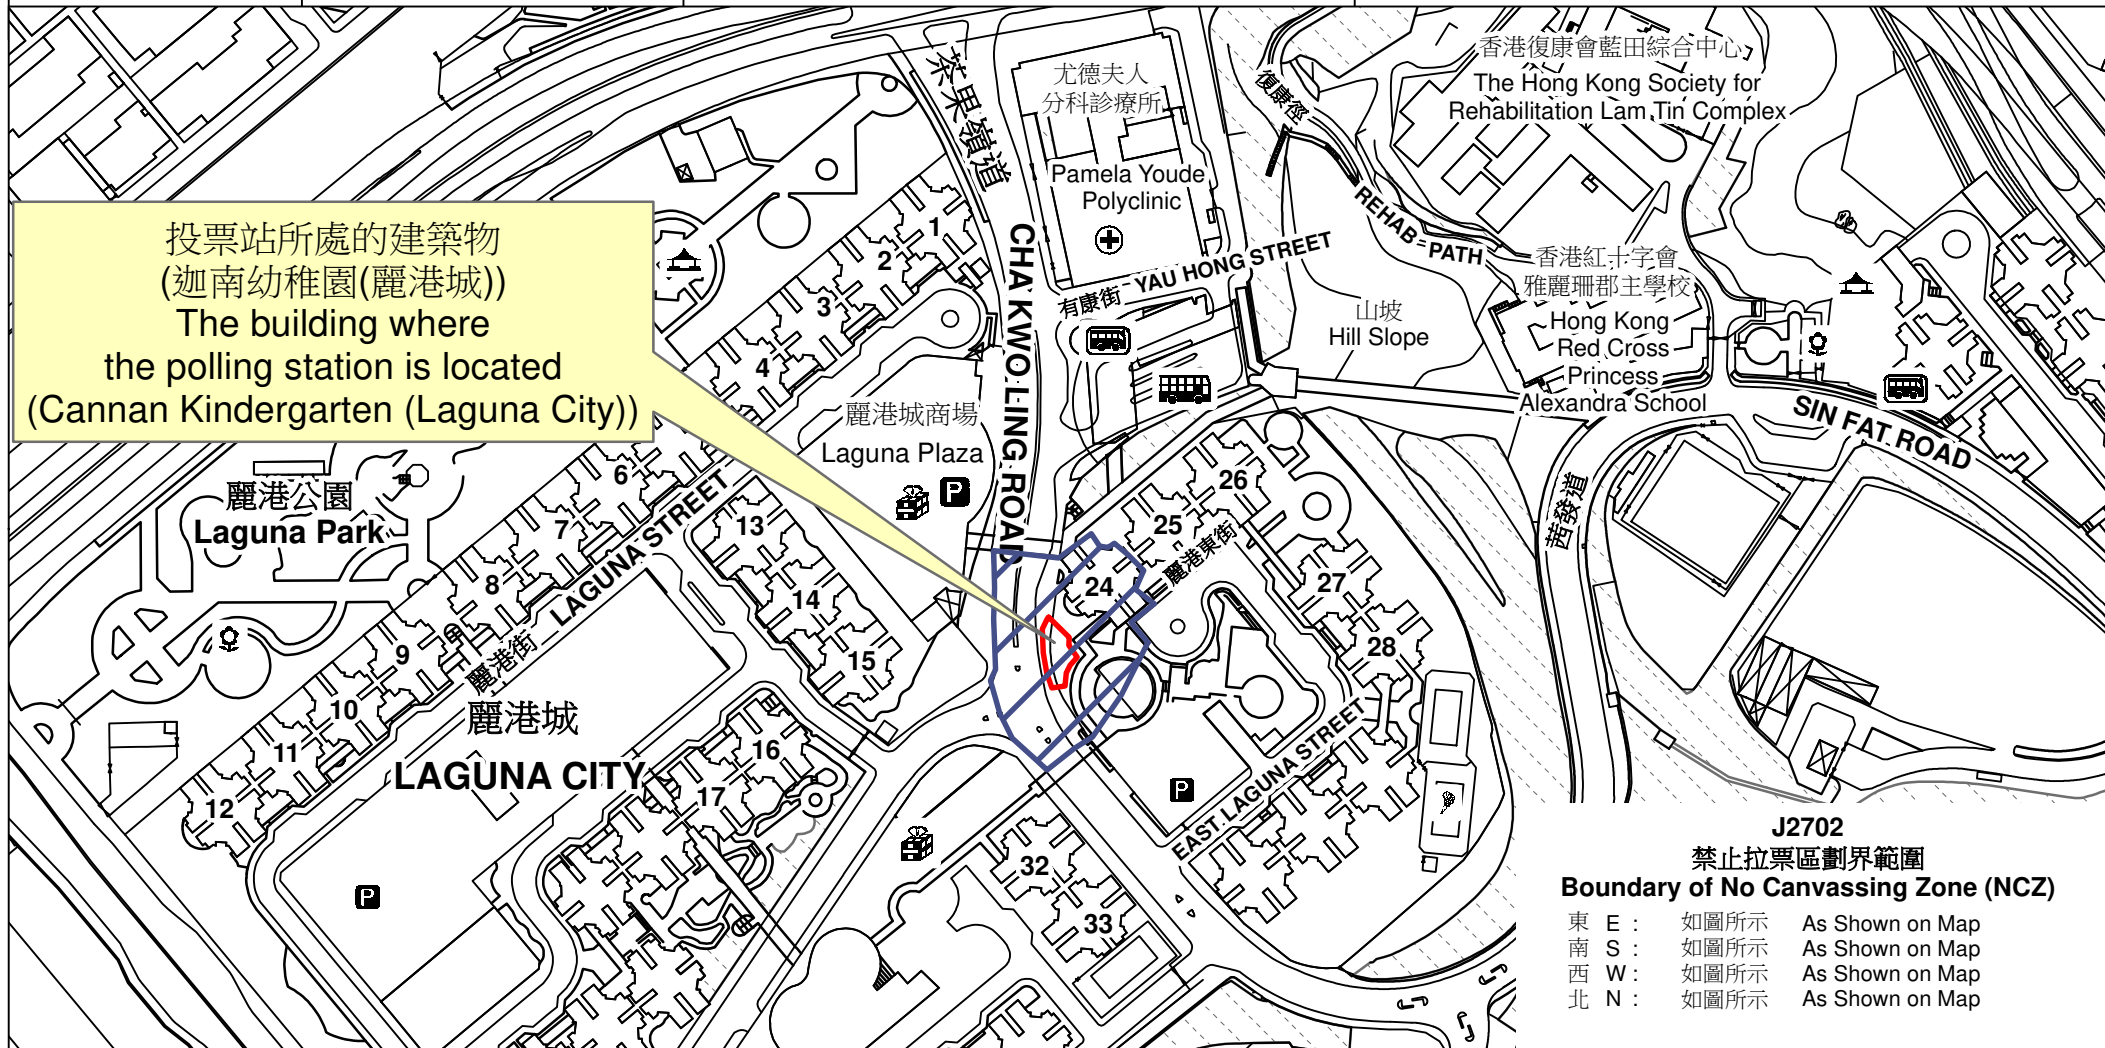 香港復康會藍田綜合中心
The Hong Kong Society for
Rehabilitation Lam Tin Complex
茶果嶺道
CHA KWO LING ROAD
尤德夫人
分科診療所
Pamela Youde
Polyclinic
復康徑
REHAB PATH
有康街 YAU HONG STREET
山坡
Hill Slope
香港紅十字會
雅麗珊郡主學校
Hong Kong
Red Cross
Princess
Alexandra School
SIN FAT ROAD
茜發道
投票站所處的建築物
(迦南幼稚園(麗港城))
The building where
the polling station is located
(Cannan Kindergarten (Laguna City))
1
2
3
4
6
7
8
9
10
11
12
麗港城商場
Laguna Plaza
P
麗港公園
Laguna Park
麗港街 LAGUNA STREET
13
14
15
16
17
麗港城
LAGUNA CITY
P
24
25
26
27
28
麗港東街
EAST LAGUNA STREET
P
32
33
J2702
禁止拉票區劃界範圍
Boundary of No Canvassing Zone (NCZ)
東 E : 如圖所示 As Shown on Map
南 S : 如圖所示 As Shown on Map
西 W : 如圖所示 As Shown on Map
北 N : 如圖所示 As Shown on Map